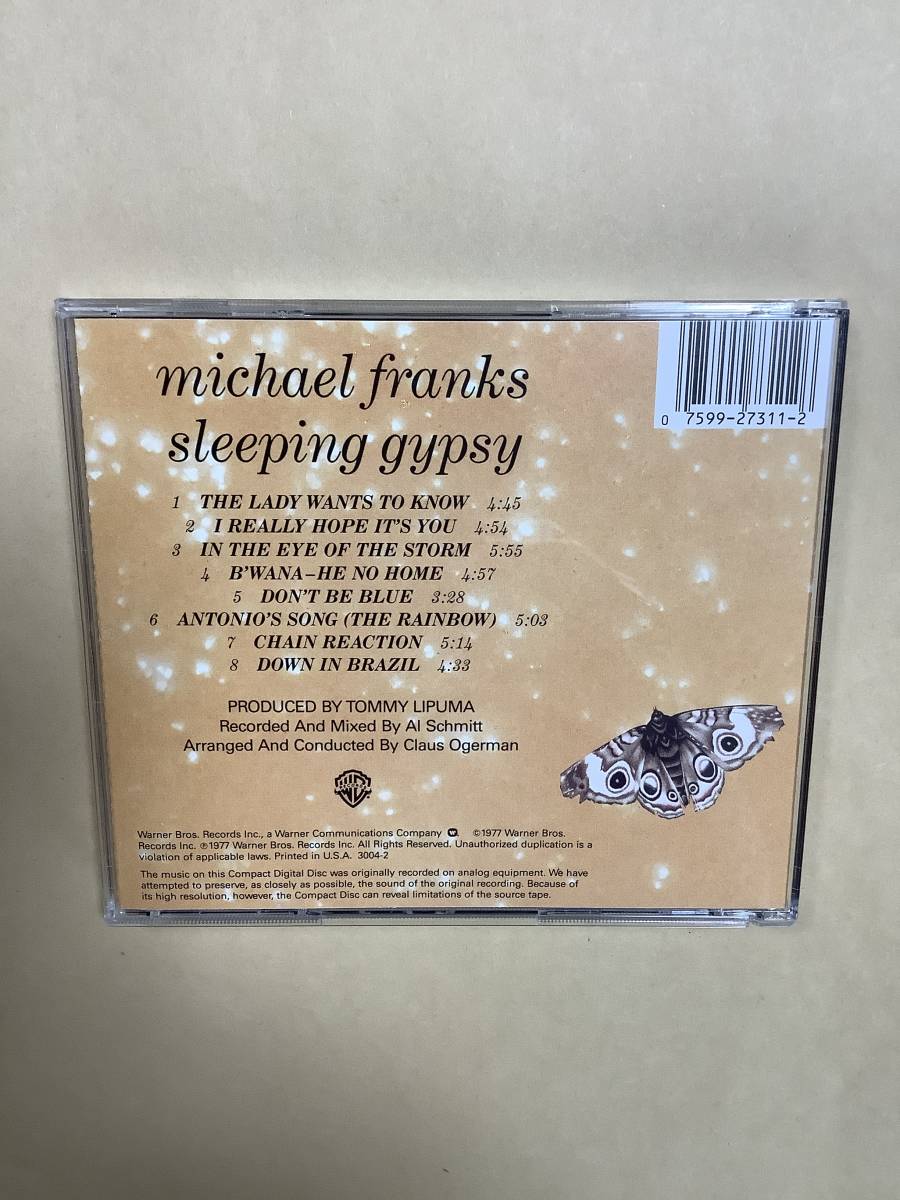 michael franks
sleeping gypsy
0 7599-27311-2
1 THE LADY WANTS TO KNOW 4:45
2 I REALLY HOPE IT'S YOU 4:54
3 IN THE EYE OF THE STORM 5:55
4 B'WANA–HE NO HOME 4:57
5 DON'T BE BLUE 3:28
6 ANTONIO'S SONG (THE RAINBOW) 5:03
7 CHAIN REACTION 5:14
8 DOWN IN BRAZIL 4:33
PRODUCED BY TOMMY LIPUMA
Recorded And Mixed By Al Schmitt
Arranged And Conducted By Claus Ogerman
Warner Bros. Records Inc., a Warner Communications Company ©1977 Warner Bros.
Records Inc. ℗1977 Warner Bros. Records Inc. All Rights Reserved. Unauthorized duplication is a
violation of applicable laws. Printed in U.S.A. 3004-2
The music on this Compact Digital Disc was originally recorded on analog equipment. We have
attempted to preserve, as closely as possible, the sound of the original recording. Because of
its high resolution, however, the Compact Disc can reveal limitations of the source tape.